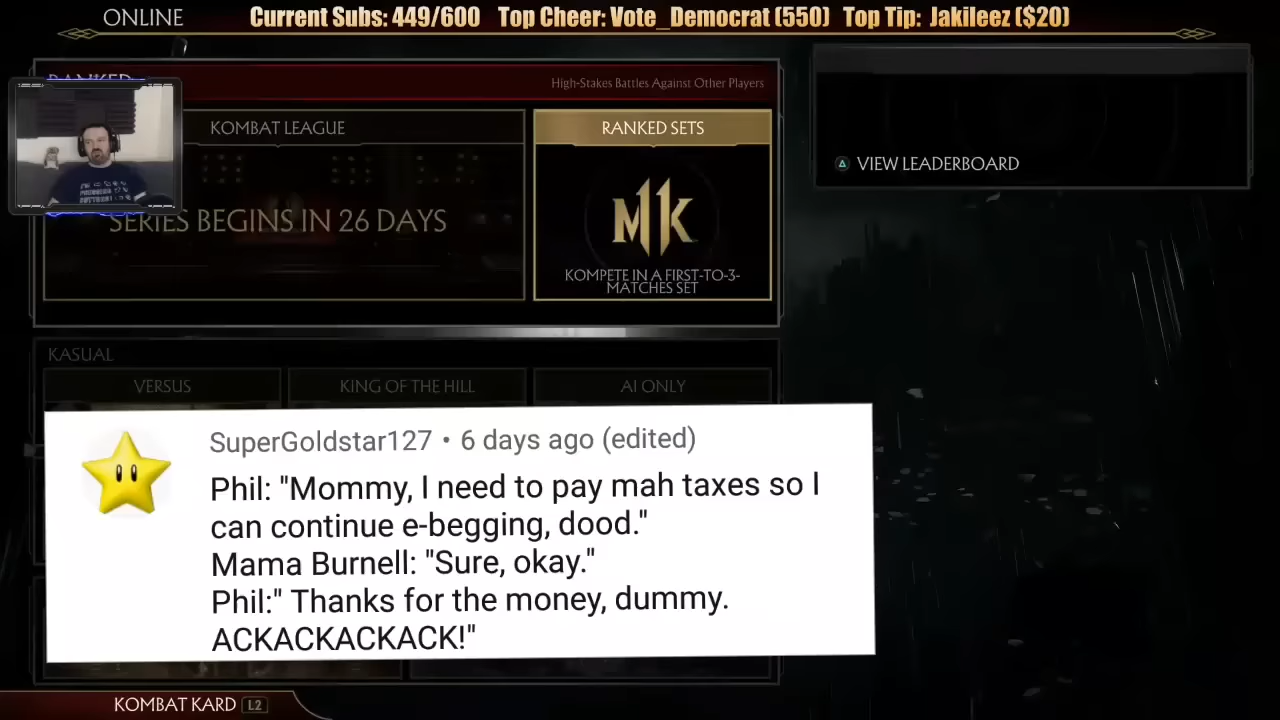 ONLINE
Current Subs: 449/600 Top Cheer: Vote_Democrat (550) Top Tip: Jakileez ($20)
RANKED
High-Stakes Battles Against Other Players
KOMBAT LEAGUE
RANKED SETS
VIEW LEADERBOARD
SERIES BEGINS IN 26 DAYS
MK
KOMPETE IN A FIRST-TO-3-
MATCHES SET
KASUAL
VERSUS
KING OF THE HILL
AI ONLY
SuperGoldstar127 • 6 days ago (edited)
Phil: "Mommy, I need to pay mah taxes so I
can continue e-begging, dood."
Mama Burnell: "Sure, okay."
Phil:" Thanks for the money, dummy.
ACKACKACKACK!"
KOMBAT KARD L2